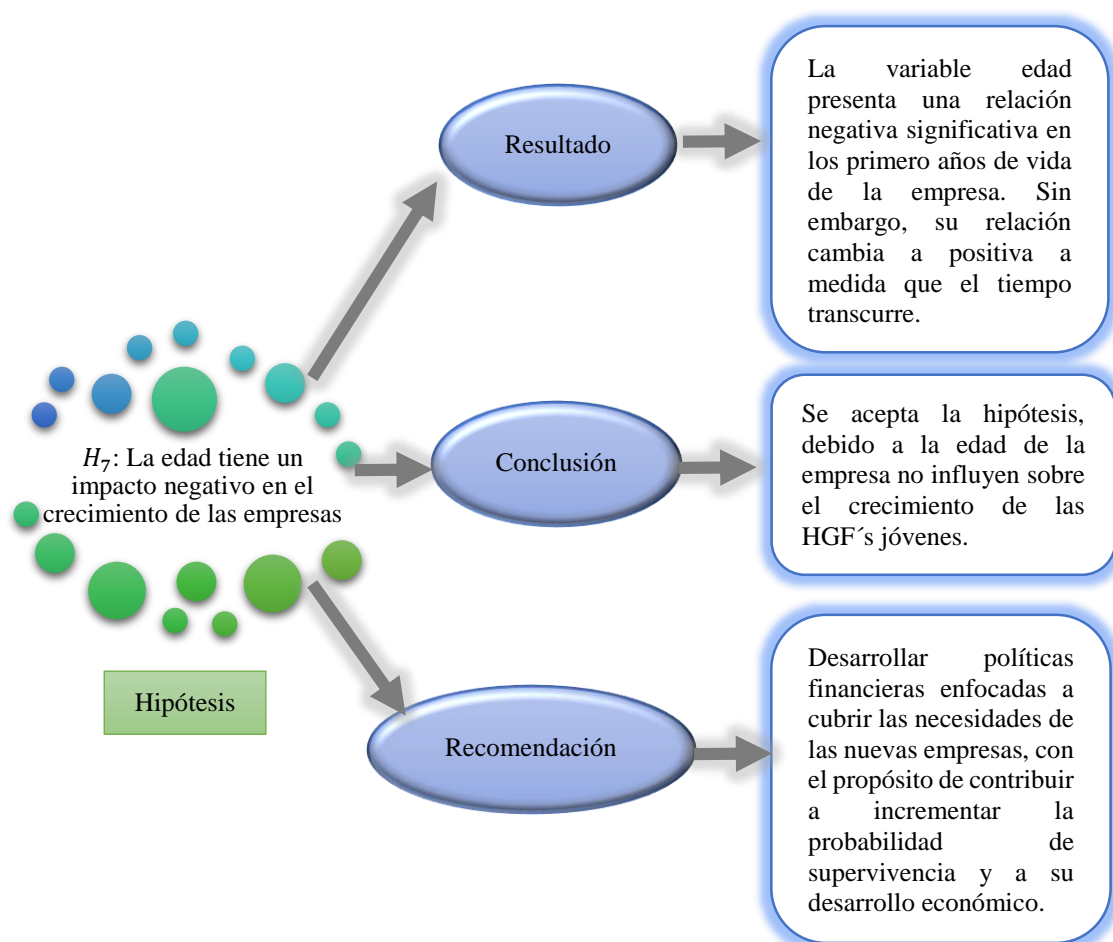 H₇: La edad tiene un
impacto negativo en el
crecimiento de las empresas
Hipótesis
Resultado
La variable edad
presenta una relación
negativa significativa en
los primero años de vida
de la empresa. Sin
embargo, su relación
cambia a positiva a
medida que el tiempo
transcurre.
Conclusión
Se acepta la hipótesis,
debido a la edad de la
empresa no influyen sobre
el crecimiento de las
HGF´s jóvenes.
Recomendación
Desarrollar políticas
financieras enfocadas a
cubrir las necesidades de
las nuevas empresas, con
el propósito de contribuir
a incrementar la
probabilidad de
supervivencia y a su
desarrollo económico.